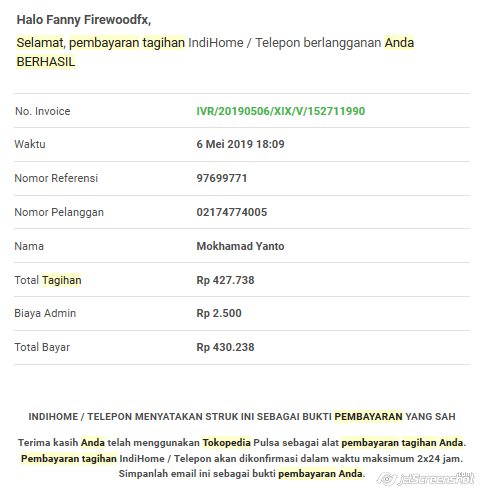 Halo Fanny Firewoodfx,
Selamat, pembayaran tagihan IndiHome / Telepon berlangganan Anda
BERHASIL
No. Invoice IVR/20190506/XIX/V/152711990
Waktu 6 Mei 2019 18:09
Nomor Referensi 97699771
Nomor Pelanggan 02174774005
Nama Mokhamad Yanto
Total Tagihan Rp 427.738
Biaya Admin Rp 2.500
Total Bayar Rp 430.238
INDIHOME / TELEPON MENYATAKAN STRUK INI SEBAGAI BUKTI PEMBAYARAN YANG SAH
Terima kasih Anda telah menggunakan Tokopedia Pulsa sebagai alat pembayaran tagihan Anda.
Pembayaran tagihan IndiHome / Telepon akan dikonfirmasi dalam waktu maksimum 2x24 jam.
Simpanlah email ini sebagai bukti pembayaran Anda.
jetScreenshot